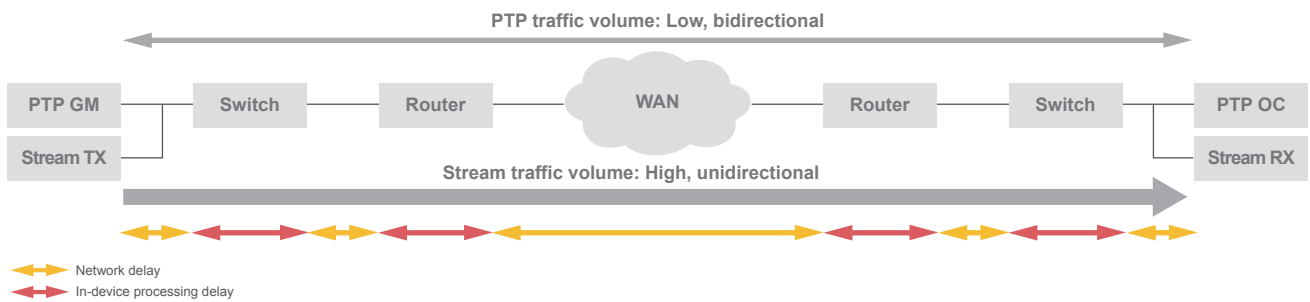 PTP traffic volume: Low, bidirectional
PTP GM
Switch
Router
WAN
Router
Switch
PTP OC
Stream TX
Stream RX
Stream traffic volume: High, unidirectional
Network delay
In-device processing delay